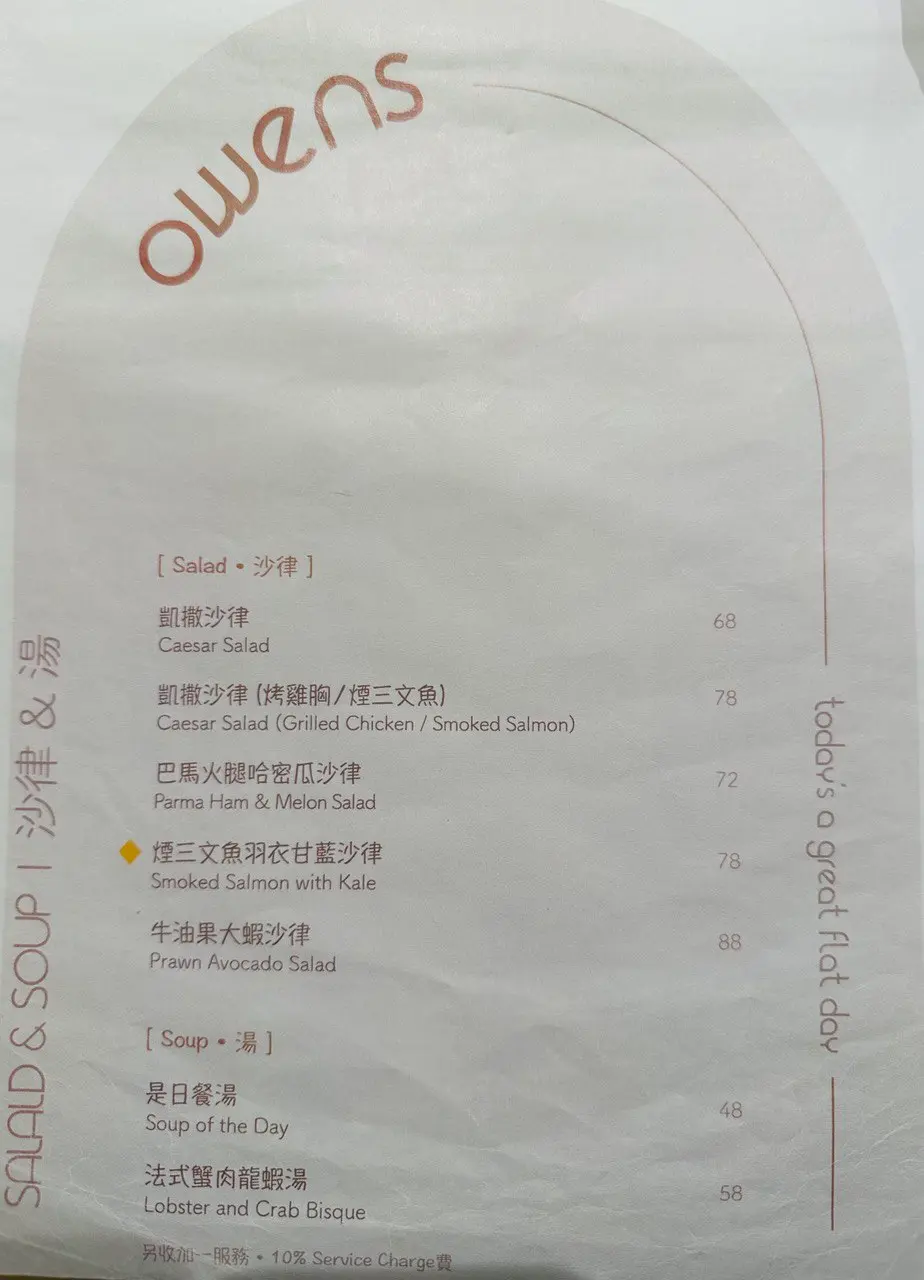 owens
[ Salad • 沙律 ]
凱撒沙律
68
Caesar Salad
凱撒沙律 (烤雞胸/煙三文魚)
78
Caesar Salad (Grilled Chicken / Smoked Salmon)
巴馬火腿哈密瓜沙律
72
Parma Ham & Melon Salad
煙三文魚羽衣甘藍沙律
78
Smoked Salmon with Kale
牛油果大蝦沙律
88
Prawn Avocado Salad
[ Soup • 湯 ]
是日餐湯
48
Soup of the Day
法式蟹肉龍蝦湯
58
Lobster and Crab Bisque
另收加一服務 • 10% Service Charge費
SALALD & SOUP | 沙律 & 湯
today's a great flat day